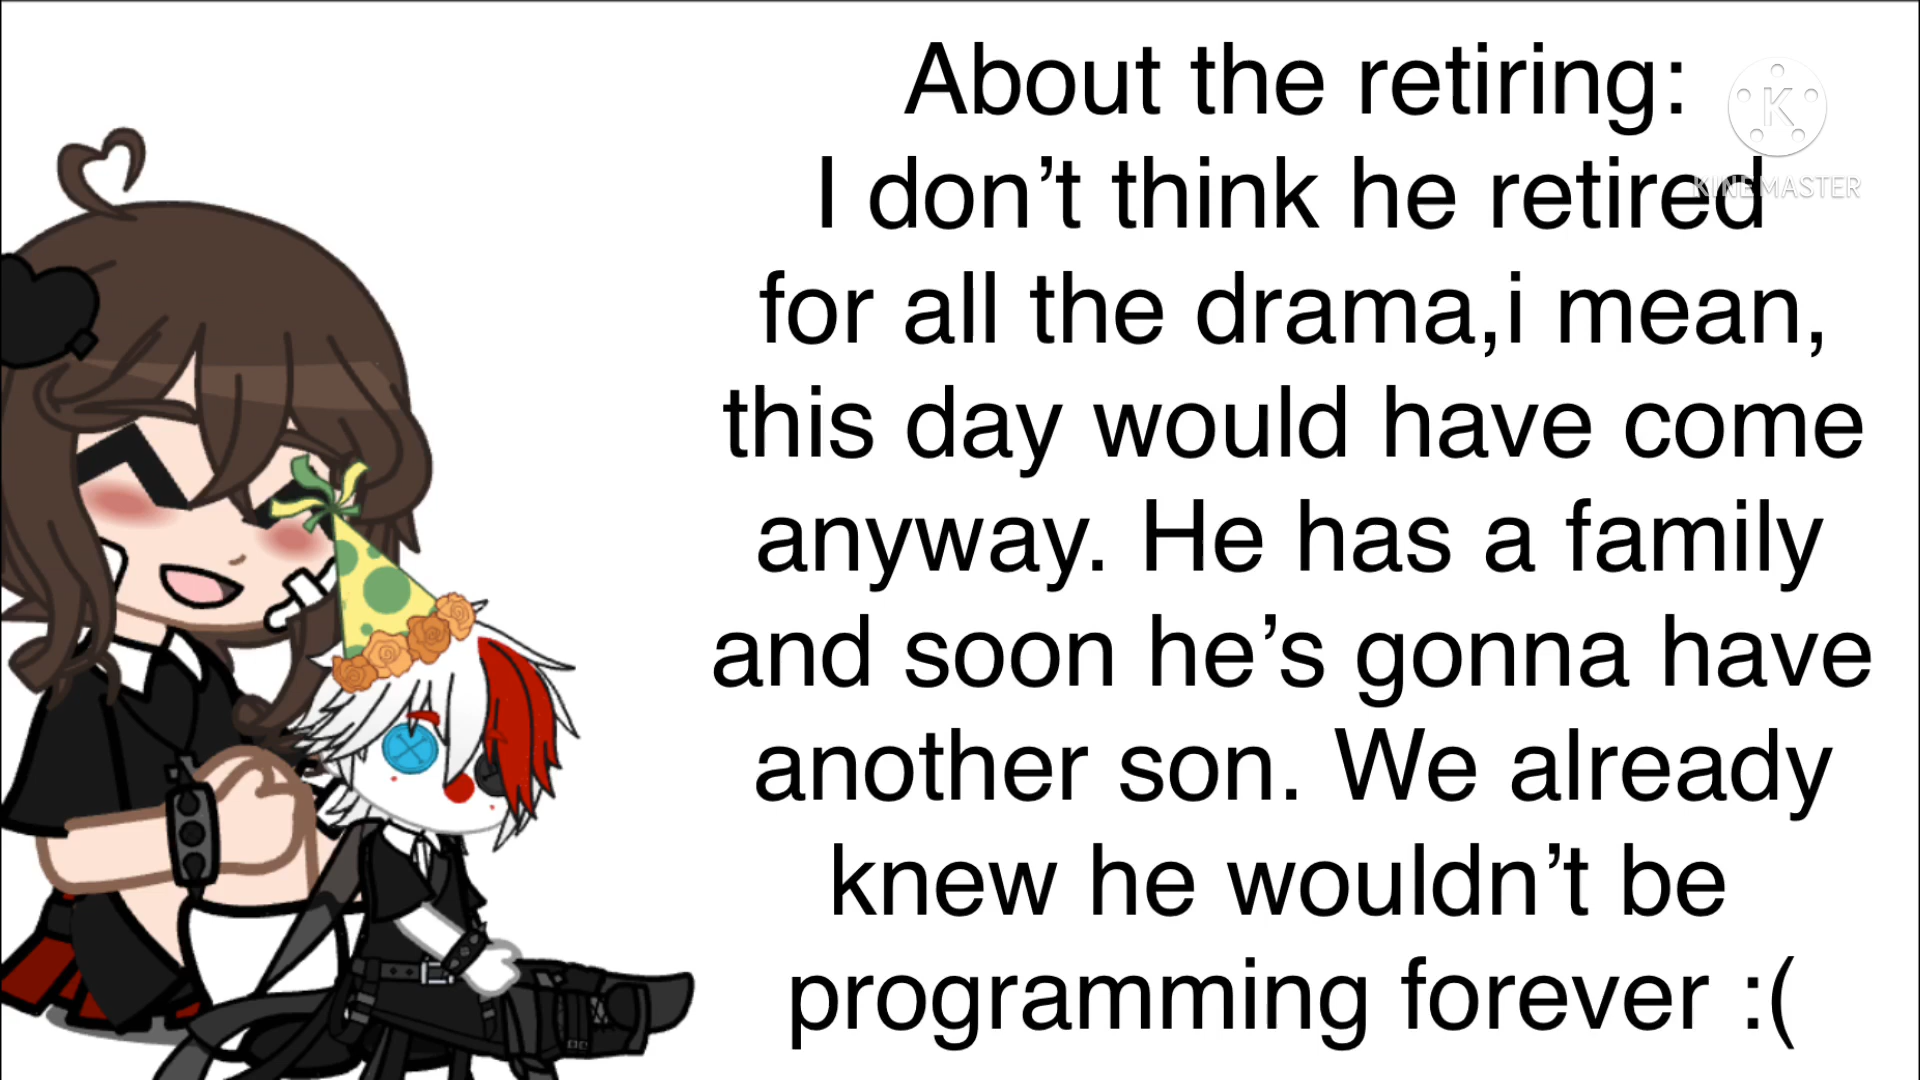 About the retiring:
I don’t think he retired
for all the drama,i mean,
this day would have come
anyway. He has a family
and soon he’s gonna have
another son. We already
knew he wouldn’t be
programming forever :(
K
KINEMASTER